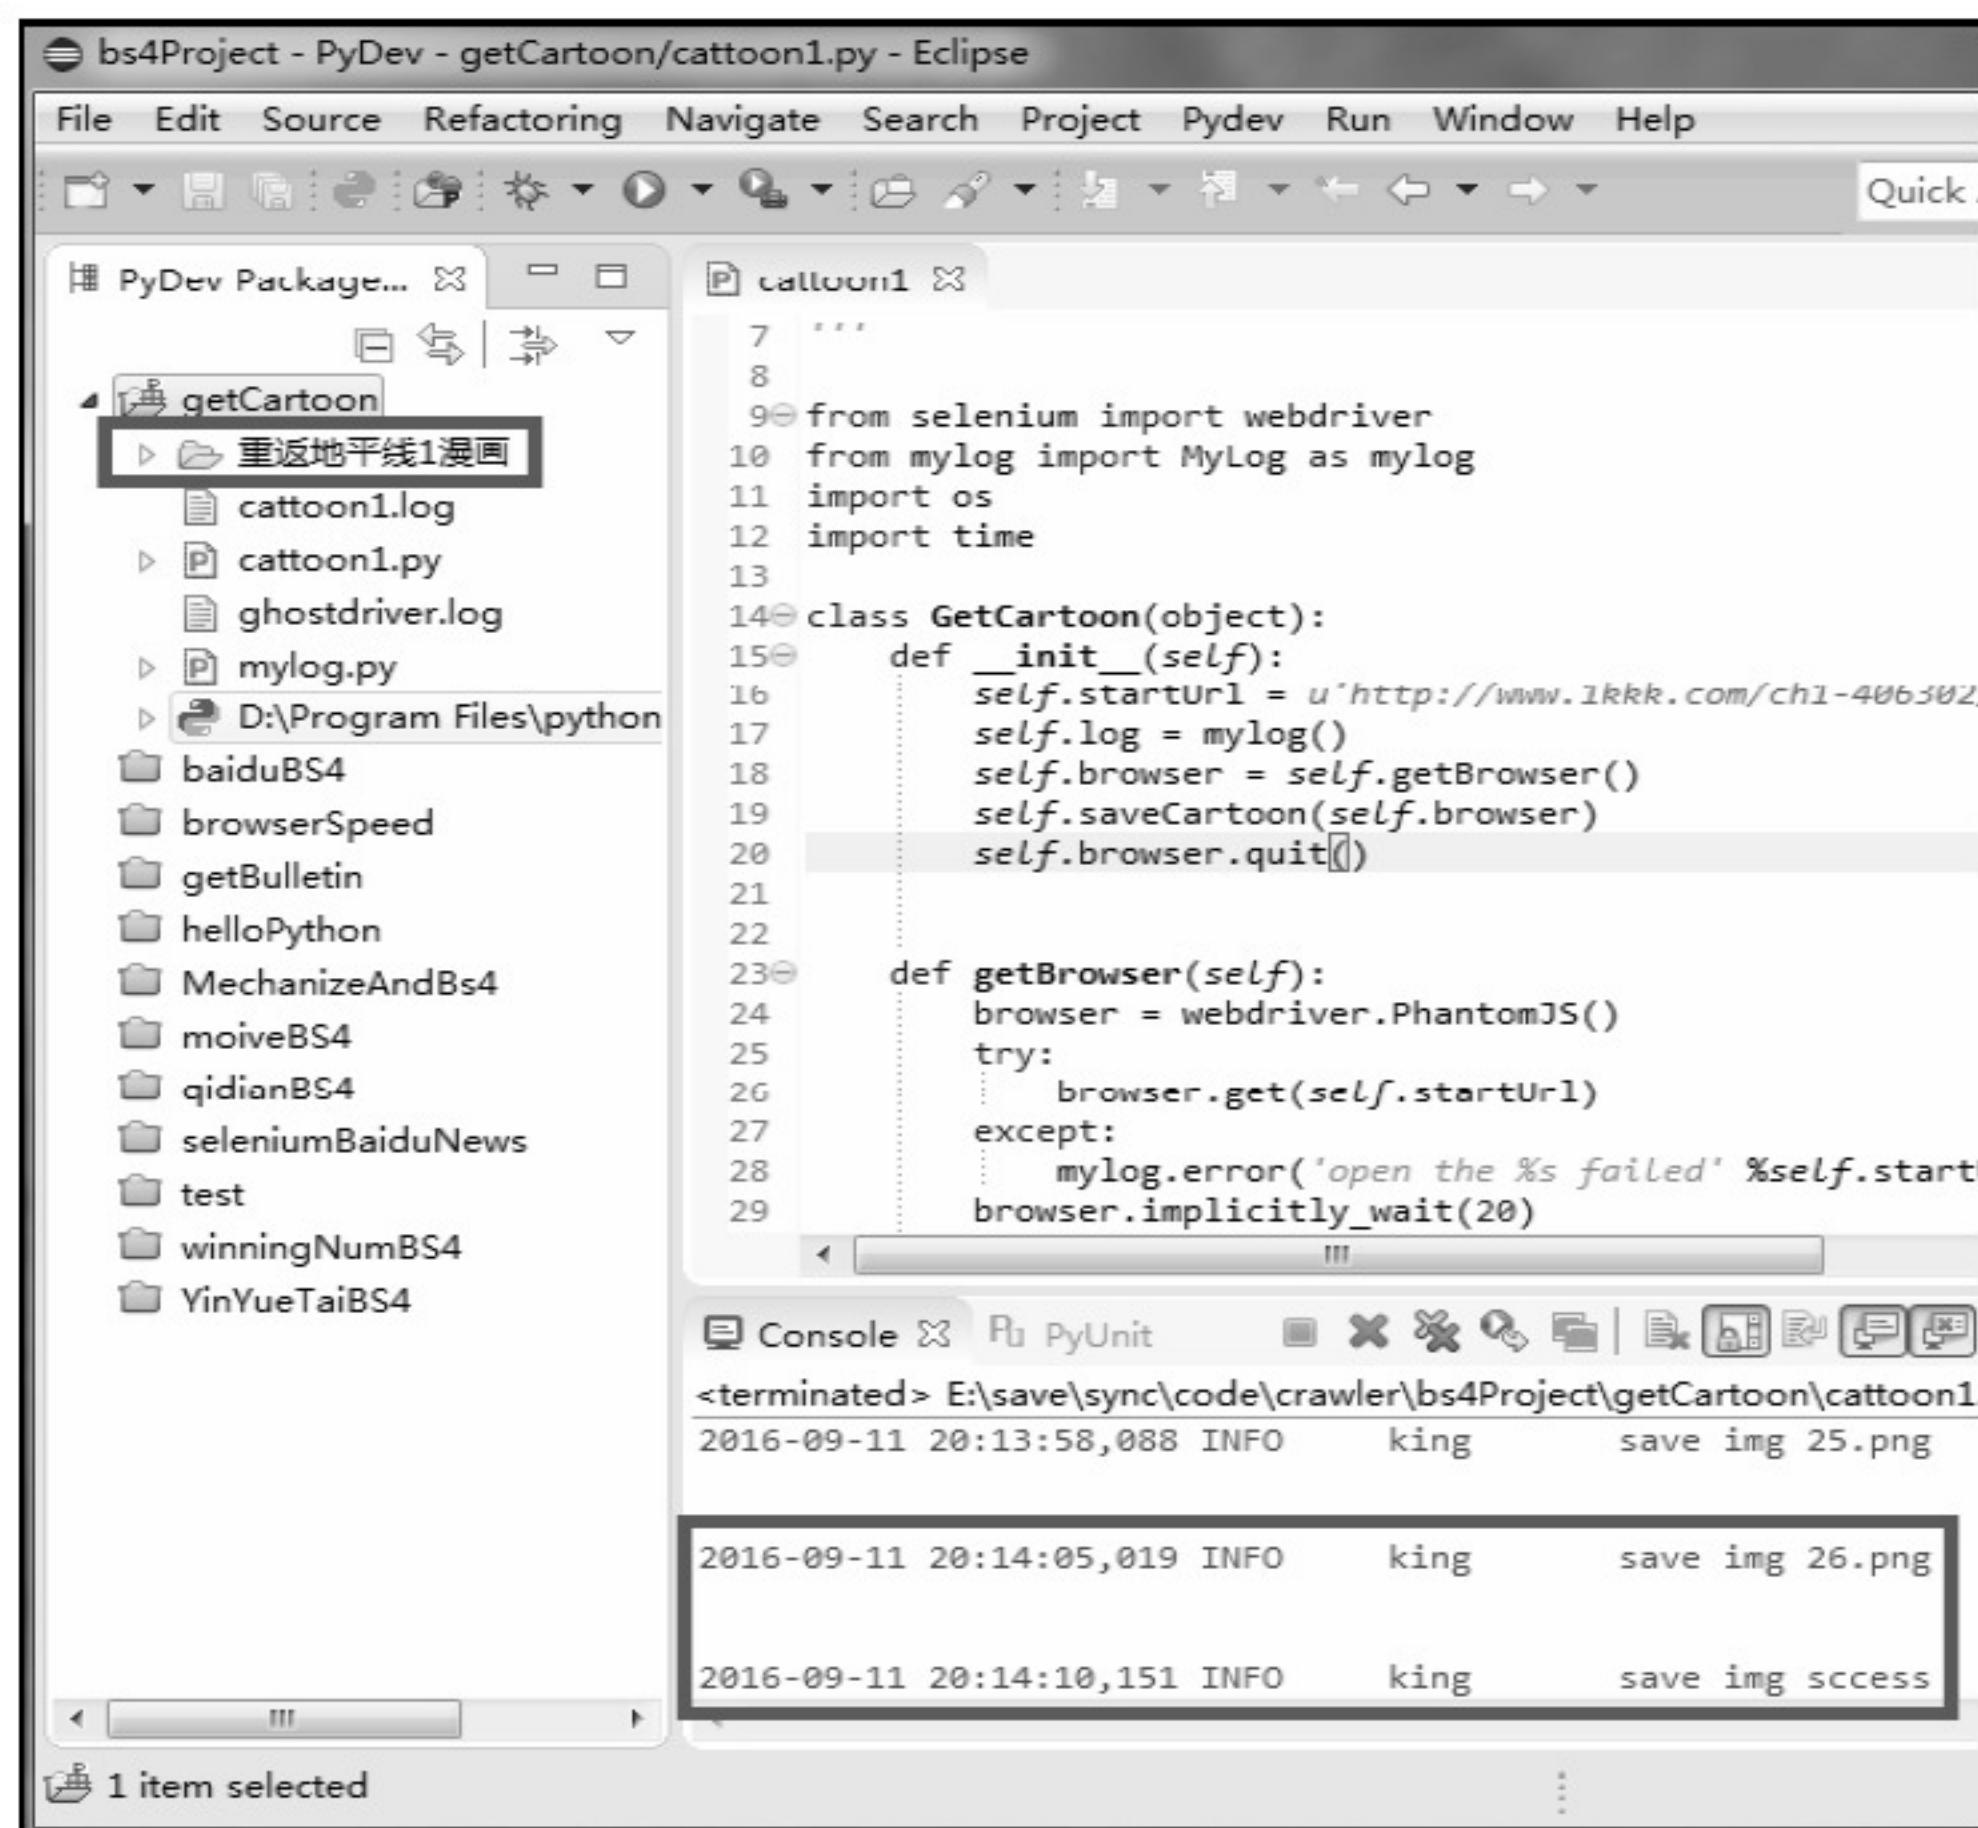 bs4Project - PyDev - getCartoon/cattoon1.py - Eclipse
File Edit Source Refactoring Navigate Search Project Pydev Run Window Help
Quick
PyDev Package...
getCartoon
重返地平线1漫画
cattoon1.log
cattoon1.py
ghostdriver.log
mylog.py
D:\Program Files\python
baiduBS4
browserSpeed
getBulletin
helloPython
MechanizeAndBs4
moiveBS4
qidianBS4
seleniumBaiduNews
test
winningNumBS4
YinYueTaiBS4
1 item selected
cattoon1
7 '''
8
9 from selenium import webdriver
10 from mylog import MyLog as mylog
11 import os
12 import time
13
14 class GetCartoon(object):
15 def __init__(self):
16 self.startUrl = u'http://www.1kkk.com/ch1-406302/
17 self.log = mylog()
18 self.browser = self.getBrowser()
19 self.saveCartoon(self.browser)
20 self.browser.quit()
21
22
23 def getBrowser(self):
24 browser = webdriver.PhantomJS()
25 try:
26 browser.get(self.startUrl)
27 except:
28 mylog.error('open the %s failed' %self.start
29 browser.implicitly_wait(20)
Console PyUnit
<terminated> E:\save\sync\code\crawler\bs4Project\getCartoon\cattoon1
2016-09-11 20:13:58,088 INFO king save img 25.png
2016-09-11 20:14:05,019 INFO king save img 26.png
2016-09-11 20:14:10,151 INFO king save img sccess